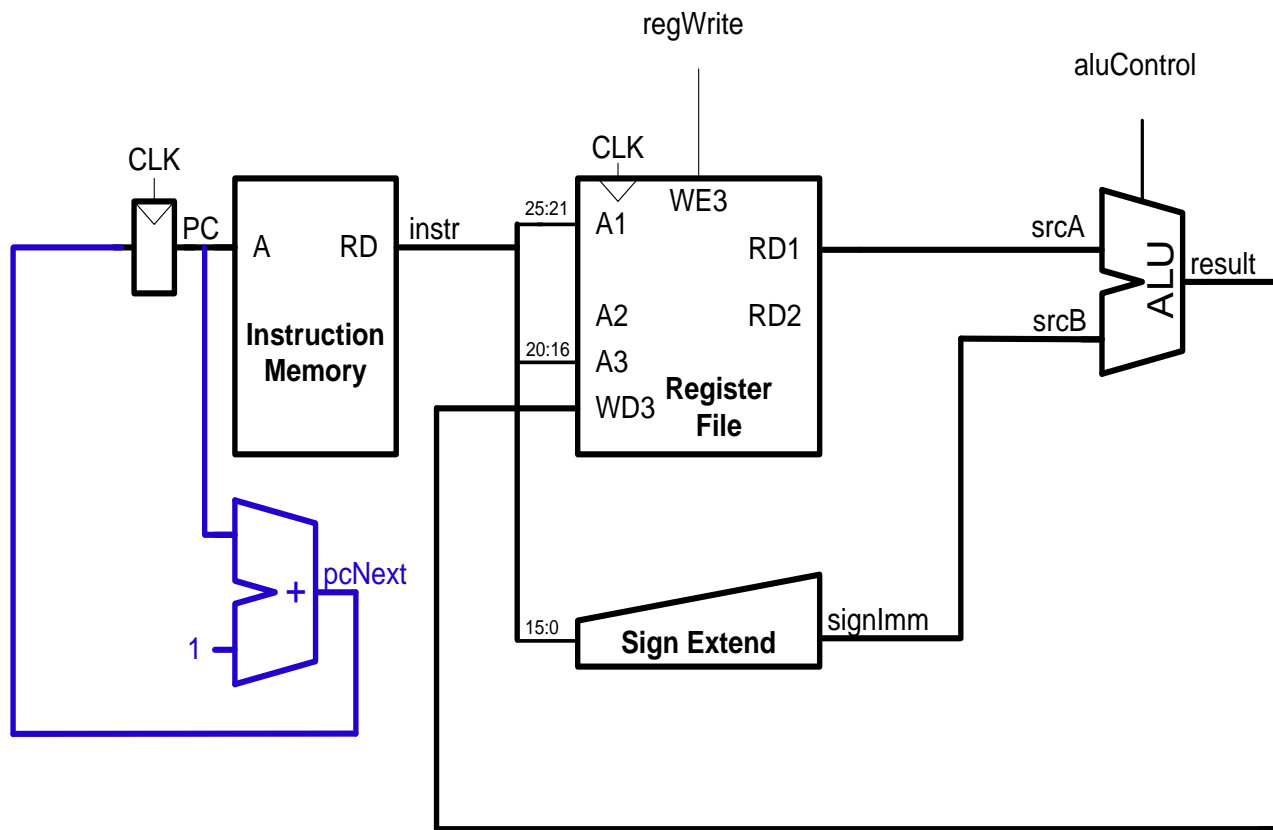 regWrite
aluControl
CLK
CLK
PC
A
RD
Instruction
Memory
instr
25:21
20:16
15:0
A1
WE3
RD1
A2
RD2
A3
WD3
Register
File
srcA
srcB
ALU
result
+
pcNext
1
Sign Extend
signImm